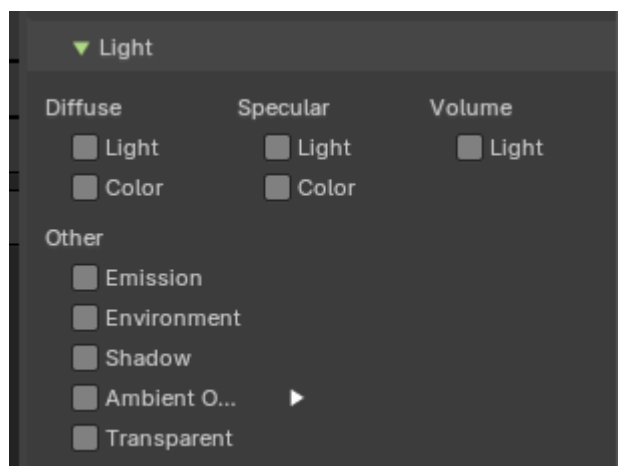 Light
Diffuse Specular Volume
Light Light Light
Color Color
Other
Emission
Environment
Shadow
Ambient O...
Transparent